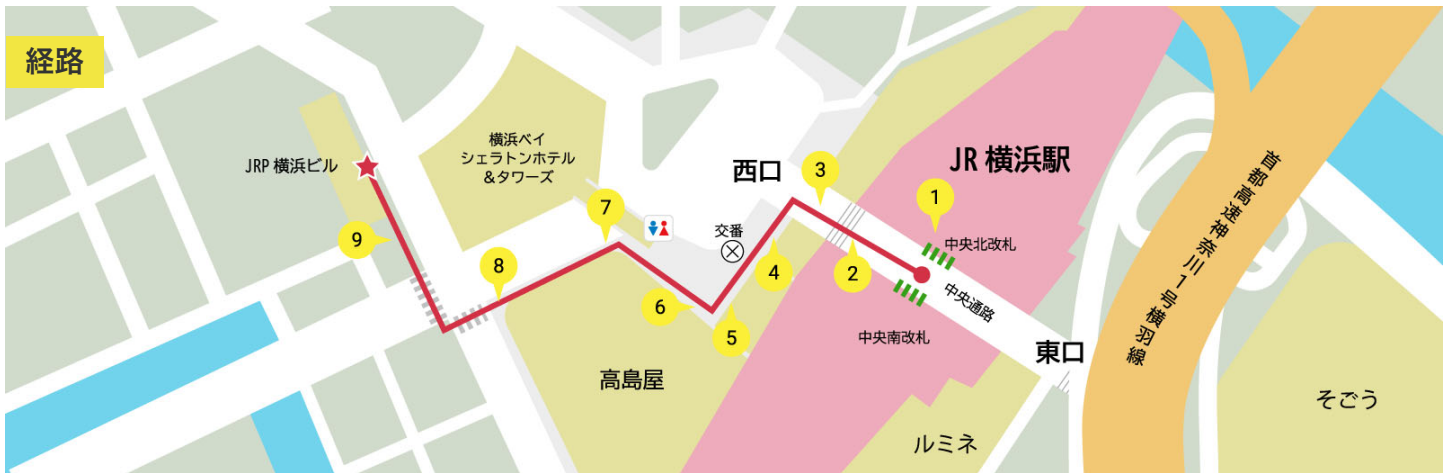 経路
JRP 横浜ビル
横浜ベイ
シェラトンホテル
&タワーズ
西口
JR 横浜駅
首都高速神奈川1号横羽線
交番
中央北改札
中央通路
中央南改札
東口
高島屋
ルミネ
そごう
1
2
3
4
5
6
7
8
9